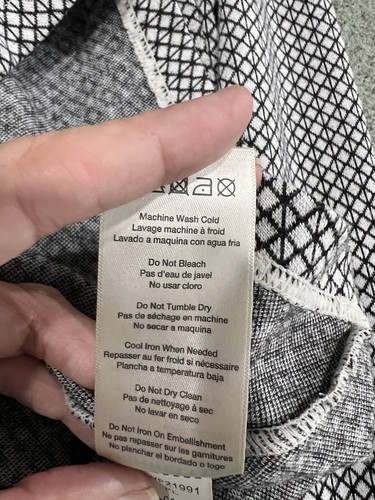 Machine Wash Cold
Lavage machine à froid
Lavado a maquina con agua fria
Do Not Bleach
Pas d'eau de javel
No usar cloro
Do Not Tumble Dry
Pas de séchage en machine
No secar a maquina
Cool Iron When Needed
Repasser au fer froid si nécessaire
Plancha a temperatura baja
Do Not Dry Clean
Pas de nettoyage à sec
No lavar en seco
Do Not Iron On Embellishment
Ne pas repasser sur les garnitures
No planchar el bordado o logo